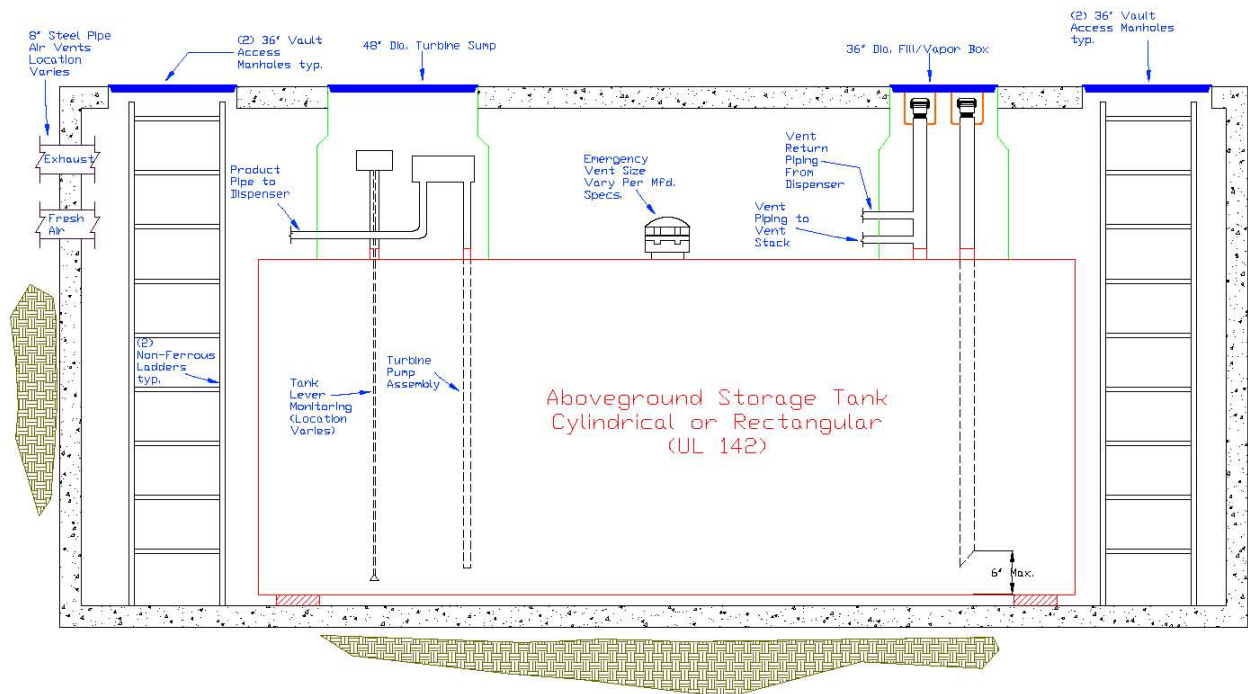 8" Steel Pipe
Air Vents
Location
Varies
(2) 36" Vault
Access
Manholes typ.
48" Dia. Turbine Sump
36" Dia. Fill/Vapor Box
(2) 36" Vault
Access Manholes
typ.
Exhaust
Fresh
Air
Product
Pipe to
Dispenser
Emergency
Vent Size
Vary Per Mfd.
Specs.
Vent
Return
Piping
From
Dispenser
Vent
Piping to
Vent
Stack
(2)
Non-Ferrous
Ladders
typ.
Tank
Lever
Monitoring
(Location
Varies)
Turbine
Pump
Assembly
Aboveground Storage Tank
Cylindrical or Rectangular
(UL 142)
6" Max.